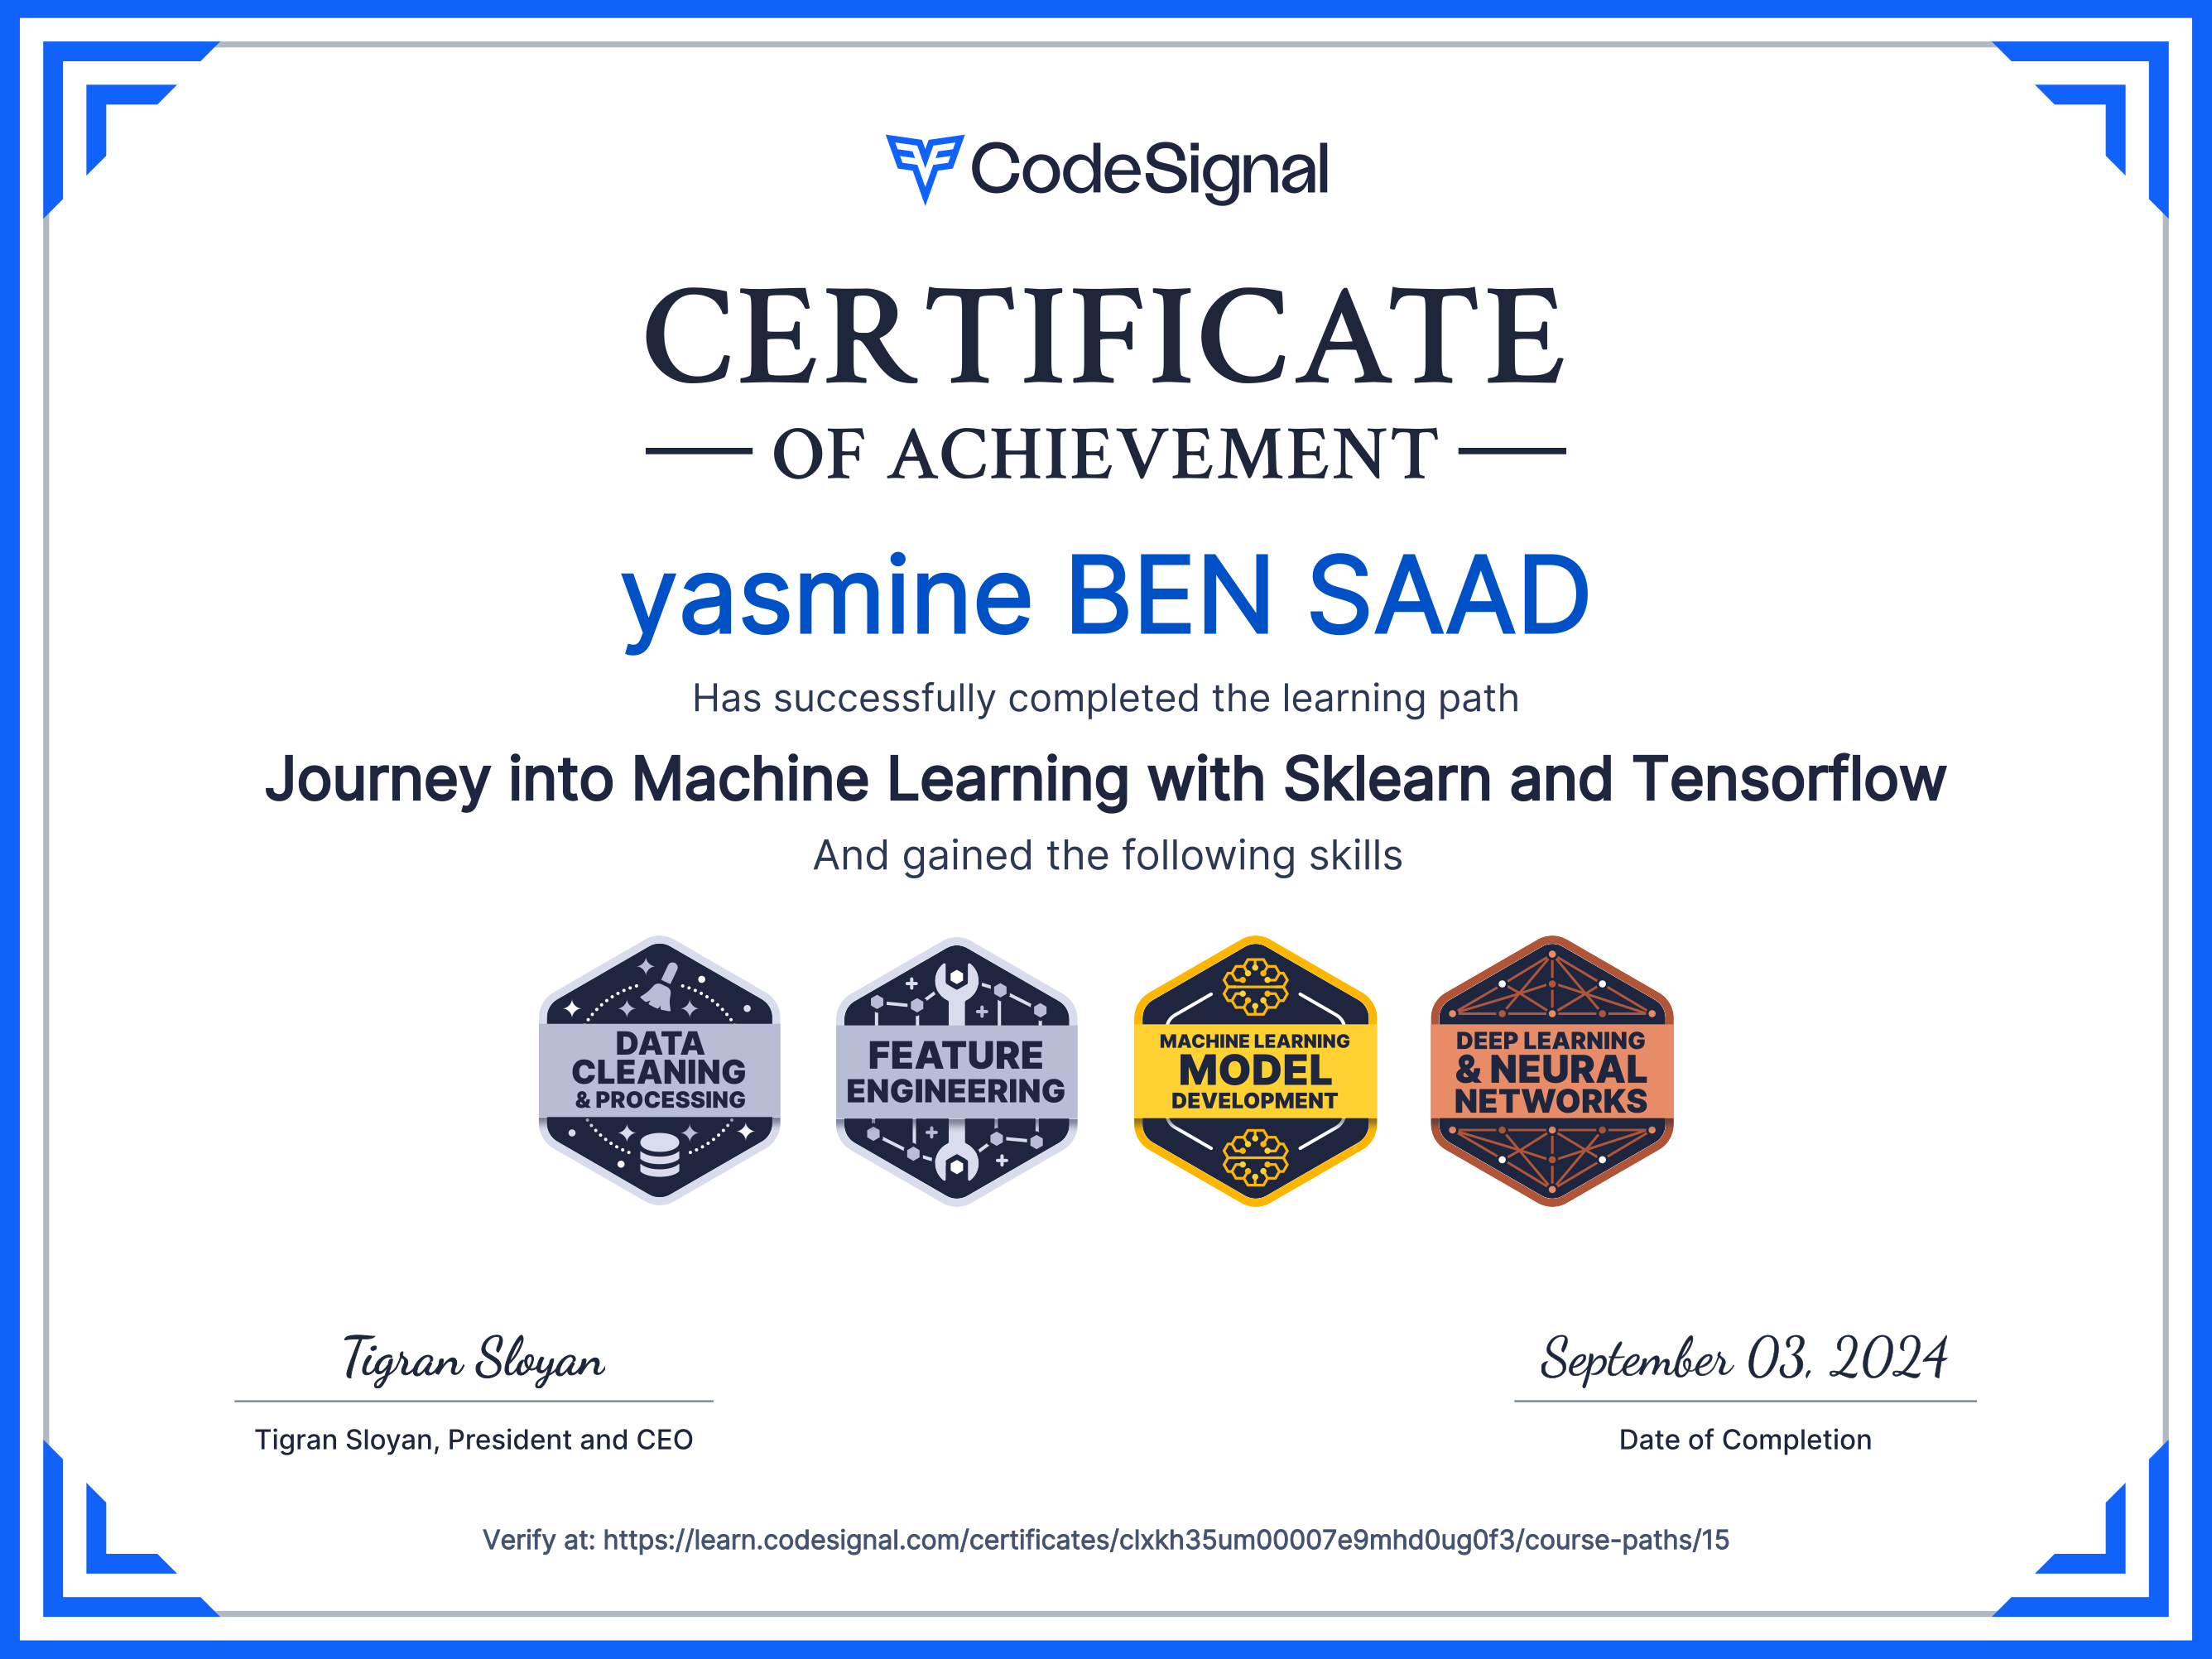 CodeSignal
CERTIFICATE
OF ACHIEVEMENT
yasmine BEN SAAD
Has successfully completed the learning path
Journey into Machine Learning with Sklearn and Tensorflow
And gained the following skills
DATA
CLEANING
& PROCESSING
FEATURE
ENGINEERING
MACHINE LEARNING
MODEL
DEVELOPMENT
DEEP LEARNING
& NEURAL
NETWORKS
Tigran Sloyan
Tigran Sloyan, President and CEO
September 03, 2024
Date of Completion
Verify at: https://learn.codesignal.com/certificates/clxkh35um00007e9mhd0ug0f3/course-paths/15